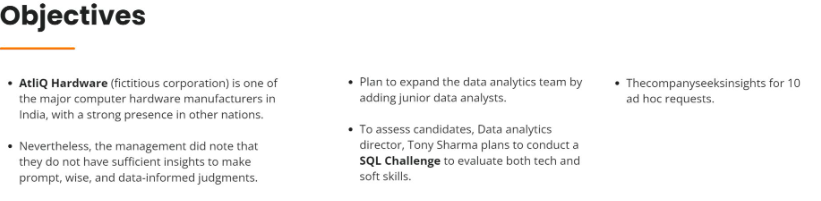 Objectives
• AtliQ Hardware (fictitious corporation) is one of
the major computer hardware manufacturers in
India, with a strong presence in other nations.
• Nevertheless, the management did note that
they do not have sufficient insights to make
prompt, wise, and data-informed judgments.
• Plan to expand the data analytics team by
adding junior data analysts.
• To assess candidates, Data analytics
director, Tony Sharma plans to conduct a
SQL Challenge to evaluate both tech and
soft skills.
• Thecompanyseeksinsights for 10
ad hoc requests.